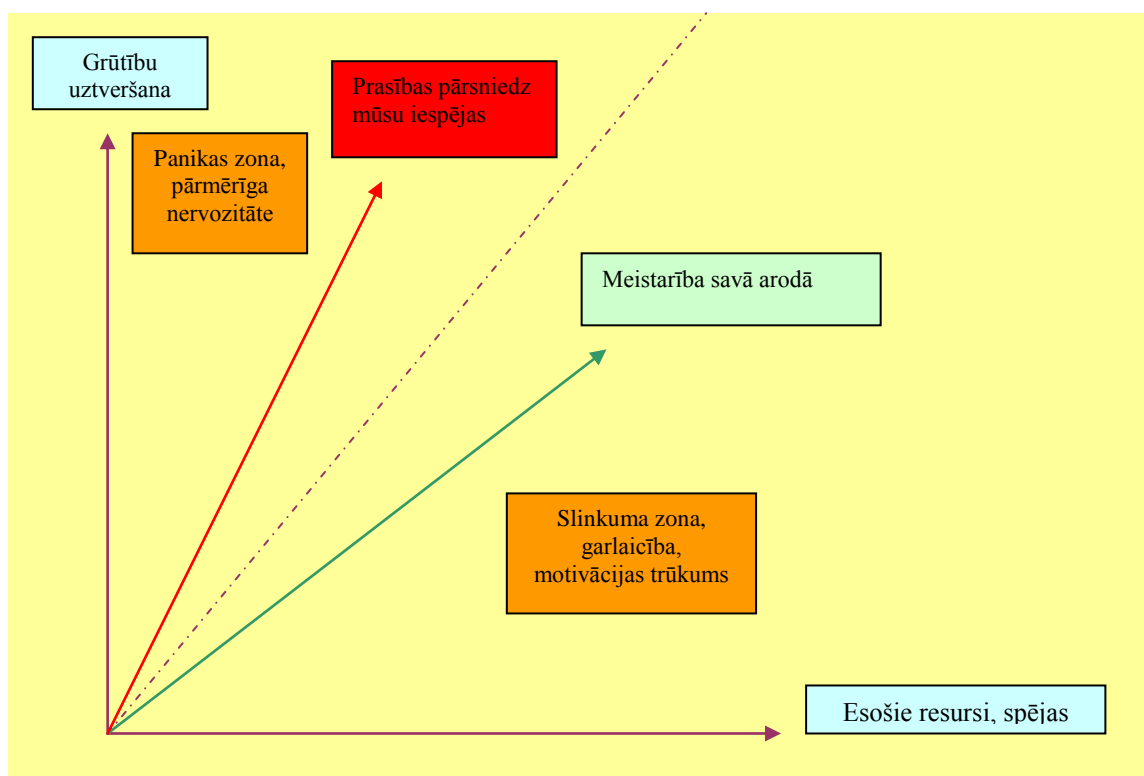 Grūtību
uztveršana
Prasības pārsniedz
mūsu iespējas
Panikas zona,
pārmērīga
nervozitāte
Meistarība savā arodā
Slinkuma zona,
garlaicība,
motivācijas trūkums
Esošie resursi, spējas